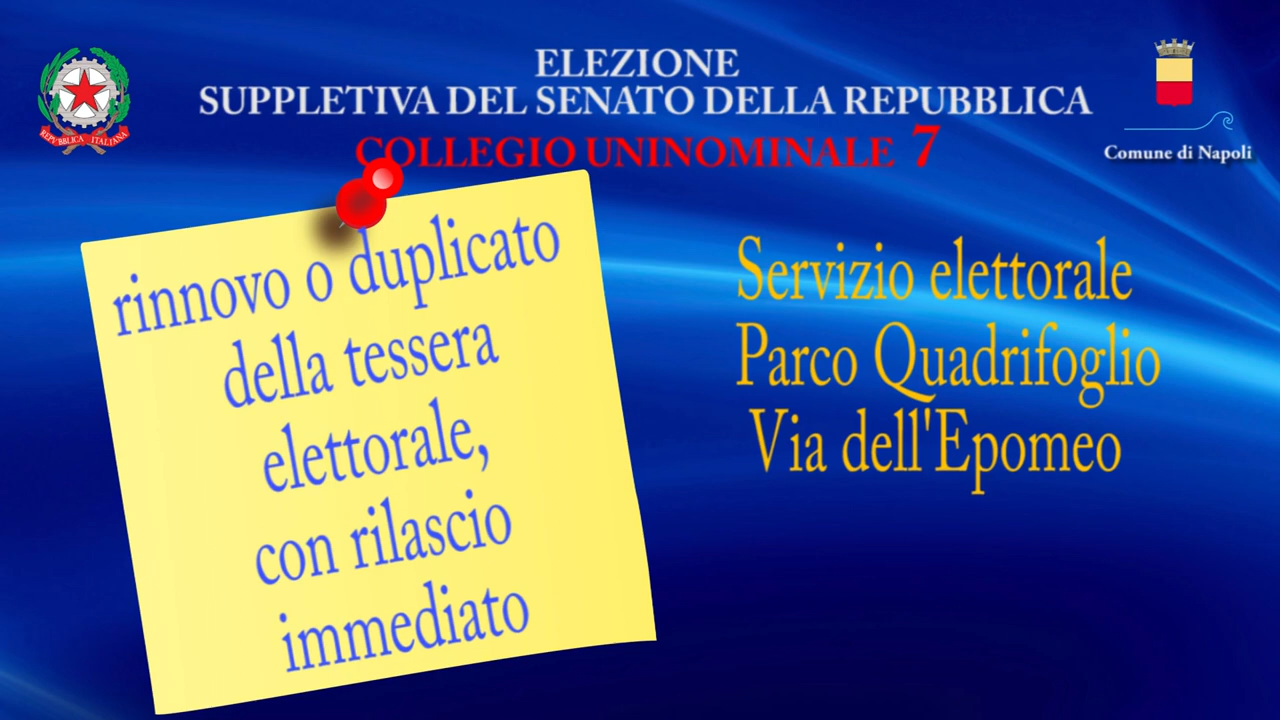 ELEZIONE
SUPPLETIVA DEL SENATO DELLA REPUBBLICA
COLLEGIO UNINOMINALE 7
REPVBBLICA ITALIANA
Comune di Napoli
rinnovo o duplicato
della tessera
elettorale,
con rilascio
immediato
Servizio elettorale
Parco Quadrifoglio
Via dell'Epomeo